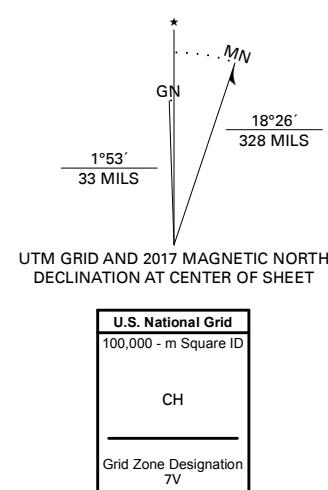 MN
GN
18°26´
328 MILS
1°53´
33 MILS
UTM GRID AND 2017 MAGNETIC NORTH
DECLINATION AT CENTER OF SHEET
U.S. National Grid
100,000 - m Square ID
CH
Grid Zone Designation
7V